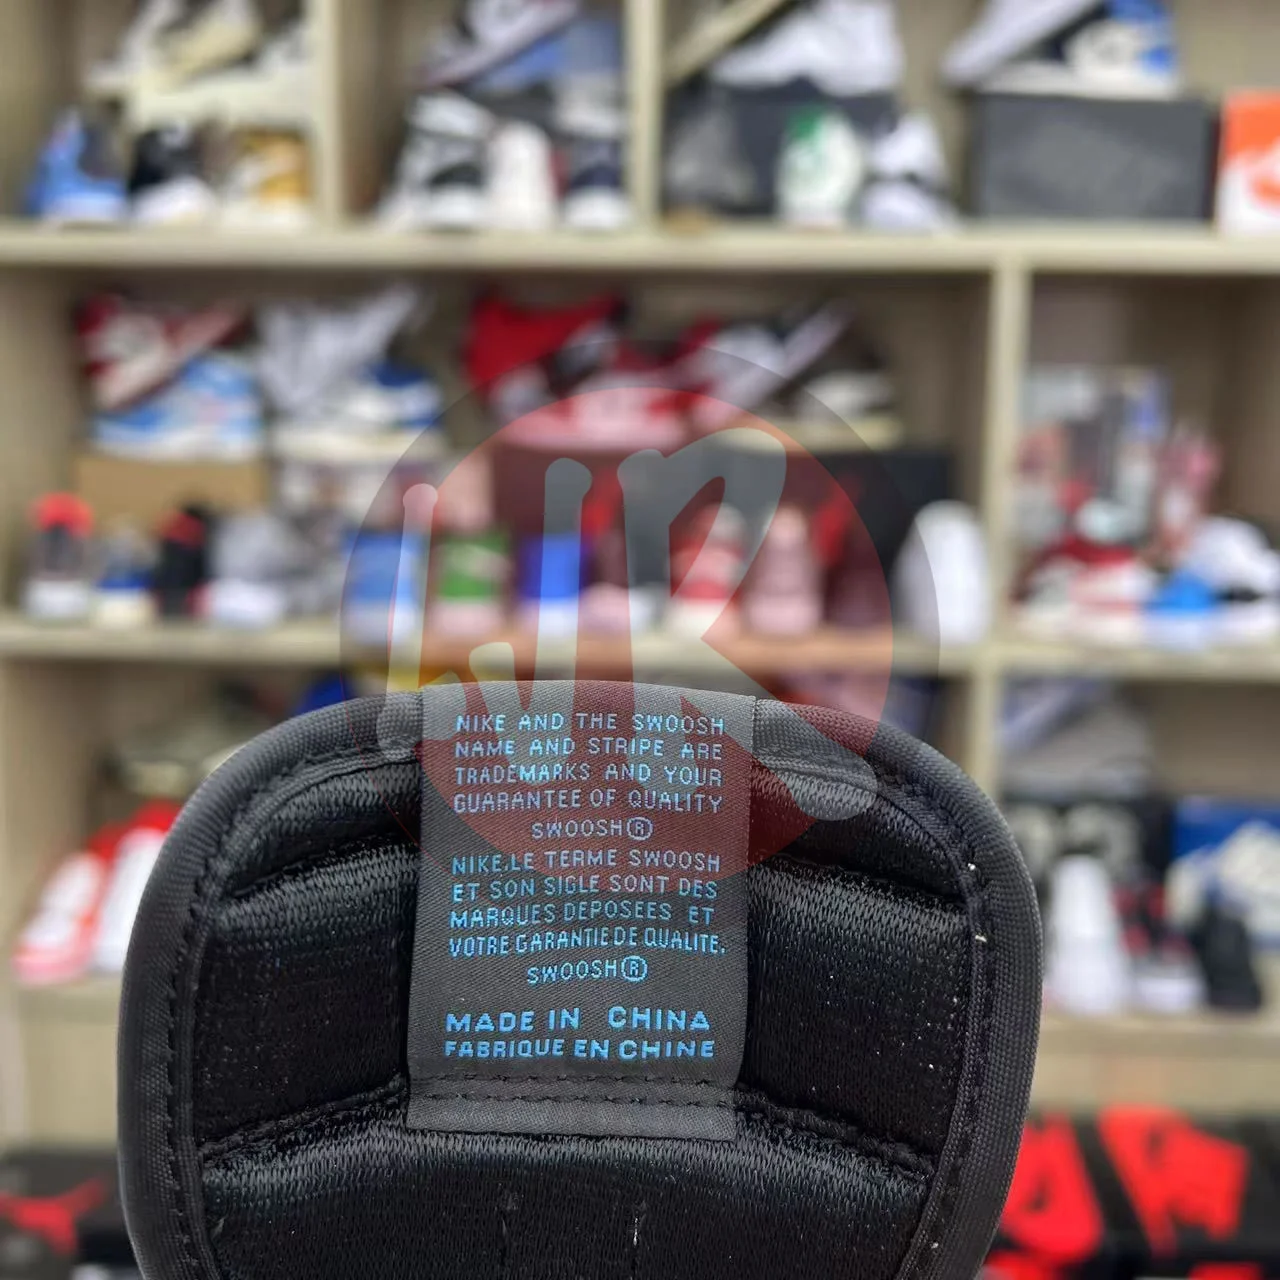 WR
NIKE AND THE SWOOSH
NAME AND STRIPE ARE
TRADEMARKS AND YOUR
GUARANTEE OF QUALITY
SWOOSH®
NIKE.LE TERME SWOOSH
ET SON SIGLE SONT DES
MARQUES DEPOSEES ET
VOTRE GARANTIE DE QUALITE.
SWOOSH®
MADE IN CHINA
FABRIQUE EN CHINE